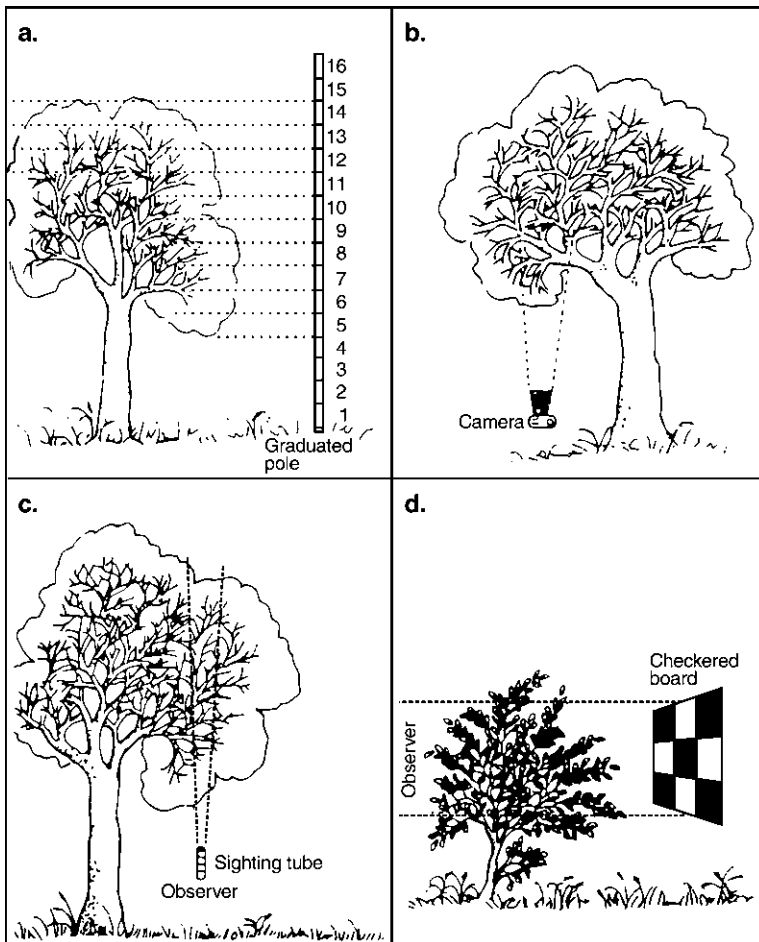 a.
16
15
14
13
12
11
10
9
8
7
6
5
4
3
2
1
Graduated
pole
b.
Camera
c.
Sighting tube
Observer
d.
Checkered
board
Observer